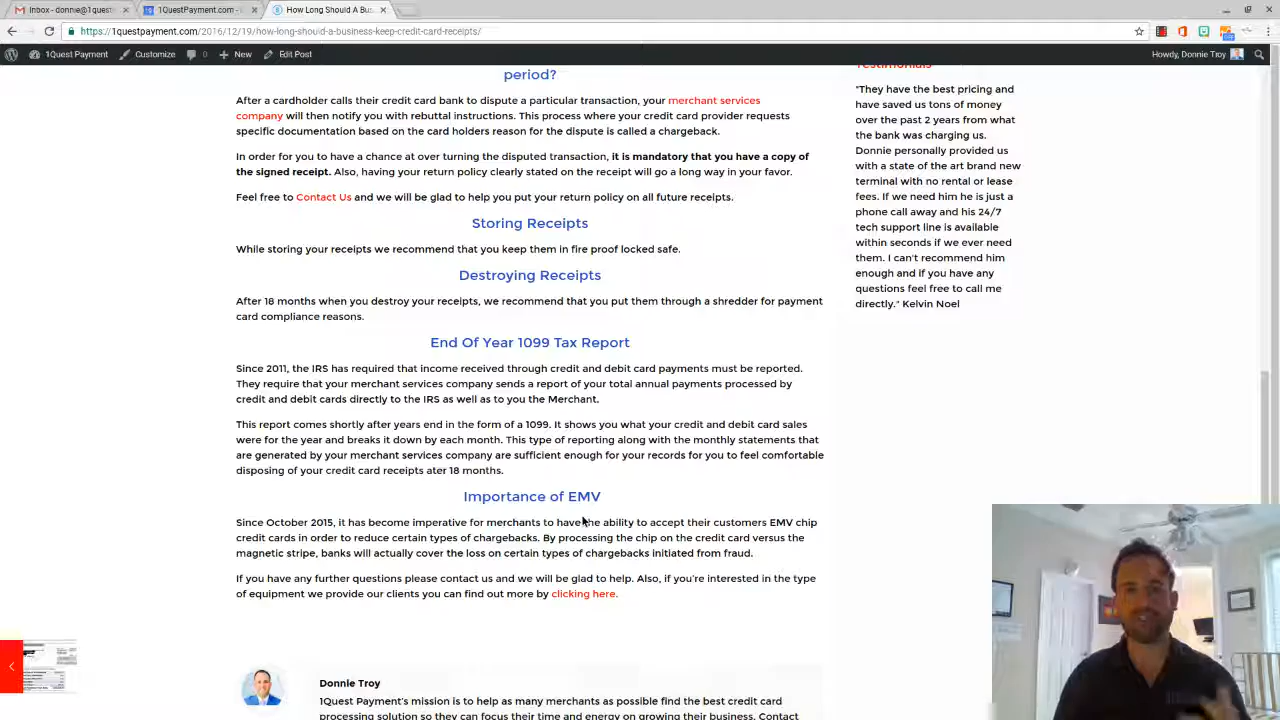 Inbox - donnie@1quest
1QuestPayment.com -
How Long Should A Bus
https://1questpayment.com/2016/12/19/how-long-should-a-business-keep-credit-card-receipts/
1Quest Payment
Customize
0
New
Edit Post
Howdy, Donnie Troy
period?
After a cardholder calls their credit card bank to dispute a particular transaction, your merchant services
company will then notify you with rebuttal instructions. This process where your credit card provider requests
specific documentation based on the card holders reason for the dispute is called a chargeback.
In order for you to have a chance at over turning the disputed transaction, it is mandatory that you have a copy of
the signed receipt. Also, having your return policy clearly stated on the receipt will go a long way in your favor.
Feel free to Contact Us and we will be glad to help you put your return policy on all future receipts.
Storing Receipts
While storing your receipts we recommend that you keep them in fire proof locked safe.
Destroying Receipts
After 18 months when you destroy your receipts, we recommend that you put them through a shredder for payment
card compliance reasons.
End Of Year 1099 Tax Report
Since 2011, the IRS has required that income received through credit and debit card payments must be reported.
They require that your merchant services company sends a report of your total annual payments processed by
credit and debit cards directly to the IRS as well as to you the Merchant.
This report comes shortly after years end in the form of a 1099. It shows you what your credit and debit card sales
were for the year and breaks it down by each month. This type of reporting along with the monthly statements that
are generated by your merchant services company are sufficient enough for your records for you to feel comfortable
disposing of your credit card receipts ater 18 months.
Importance of EMV
Since October 2015, it has become imperative for merchants to have the ability to accept their customers EMV chip
credit cards in order to reduce certain types of chargebacks. By processing the chip on the credit card versus the
magnetic stripe, banks will actually cover the loss on certain types of chargebacks initiated from fraud.
If you have any further questions please contact us and we will be glad to help. Also, if you're interested in the type
of equipment we provide our clients you can find out more by clicking here.
Donnie Troy
1Quest Payment's mission is to help as many merchants as possible find the best credit card
processing solution so they can focus their time and energy on growing their business. Contact
Testimonials
"They have the best pricing and
have saved us tons of money
over the past 2 years from what
the bank was charging us.
Donnie personally provided us
with a state of the art brand new
terminal with no rental or lease
fees. If we need him he is just a
phone call away and his 24/7
tech support line is available
within seconds if we ever need
them. I can't recommend him
enough and if you have any
questions feel free to call me
directly." Kelvin Noel